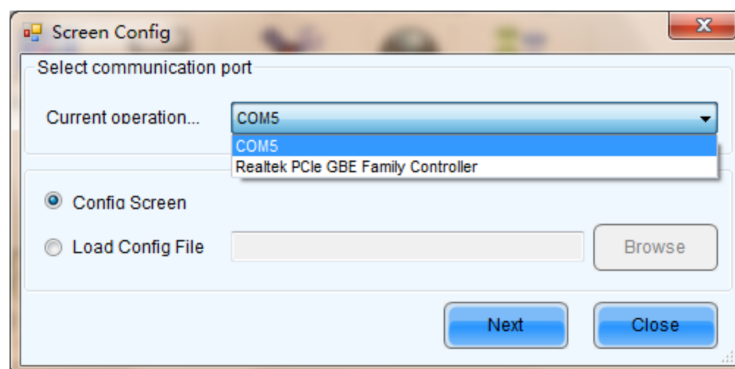 Screen Config
Select communication port
Current operation... COM5
COM5
Realtek PCIe GBE Family Controller
Config Screen
Load Config File Browse
Next Close